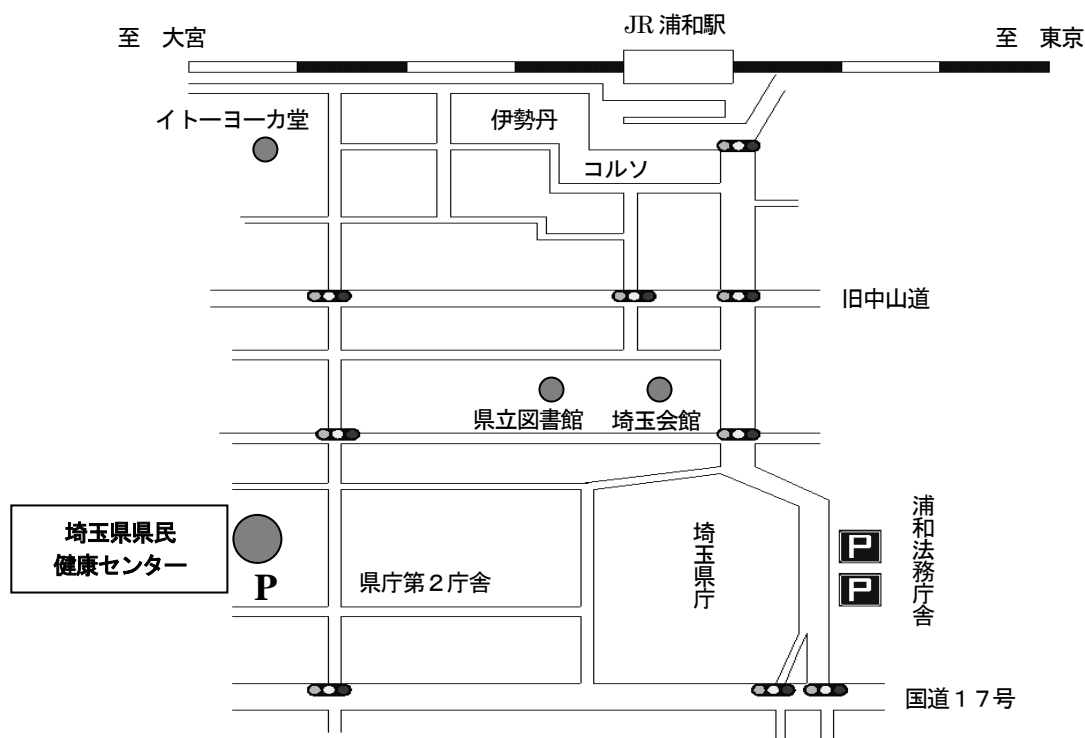 JR 浦和駅
至　大宮
至　東京
イトーヨーカ堂
伊勢丹
コルソ
旧中山道
県立図書館
埼玉会館
埼玉県県民
健康センター
P
県庁第２庁舎
埼玉県庁
P
P
浦和法務庁舎
国道１７号